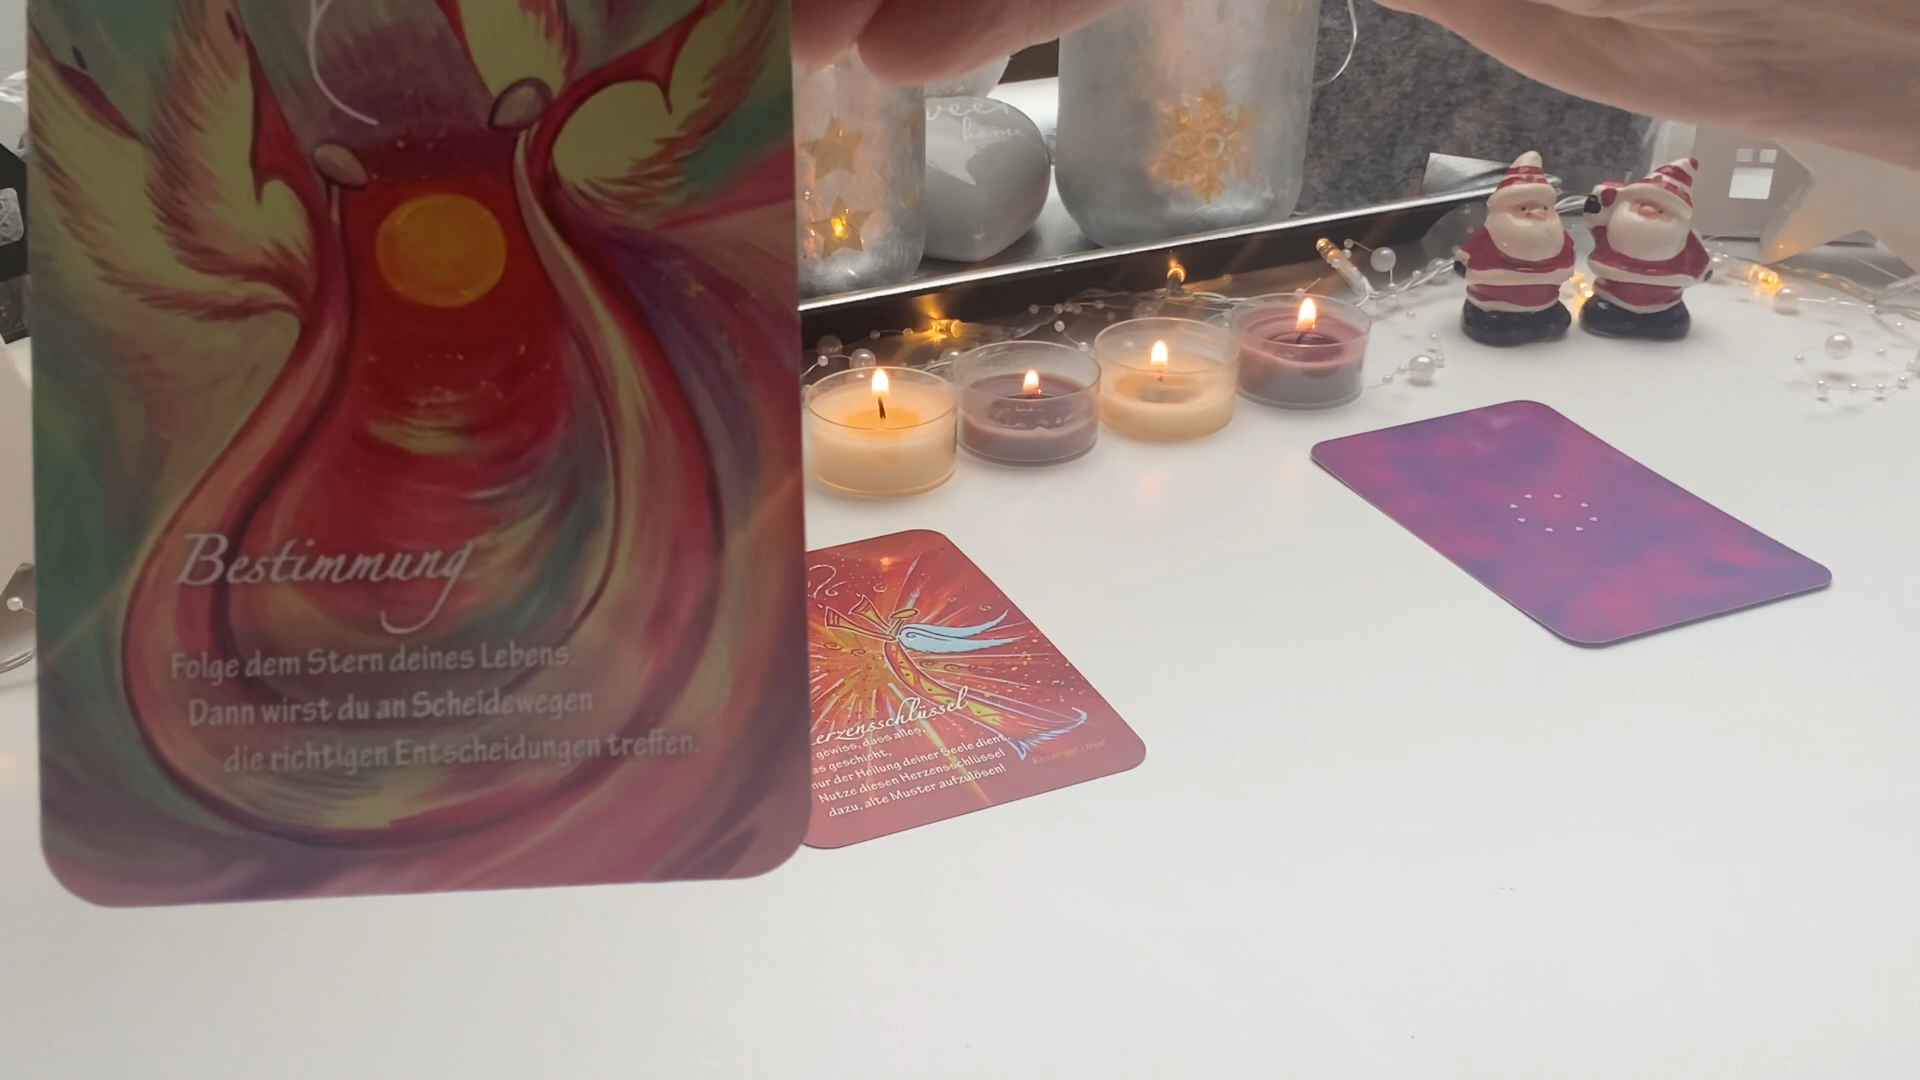 Bestimmung
Folge dem Stern deines Lebens.
Dann wirst du an Scheidewegen
die richtigen Entscheidungen treffen.
home
erzensschlüssel
gewiss, dass alles,
as geschieht,
nur der Heilung deiner Seele dient.
Nutze diesen Herzensschlüssel
dazu, alte Muster aufzulösen!